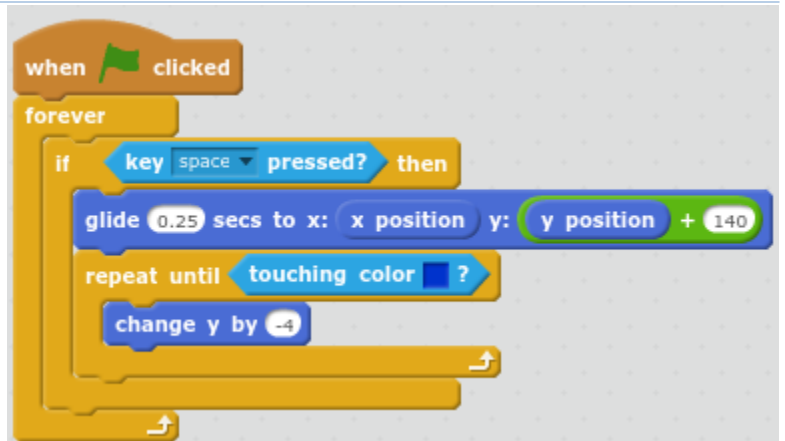 when clicked
forever
if key space pressed? then
glide 0.25 secs to x: x position y: y position + 140
repeat until touching color ?
change y by -4